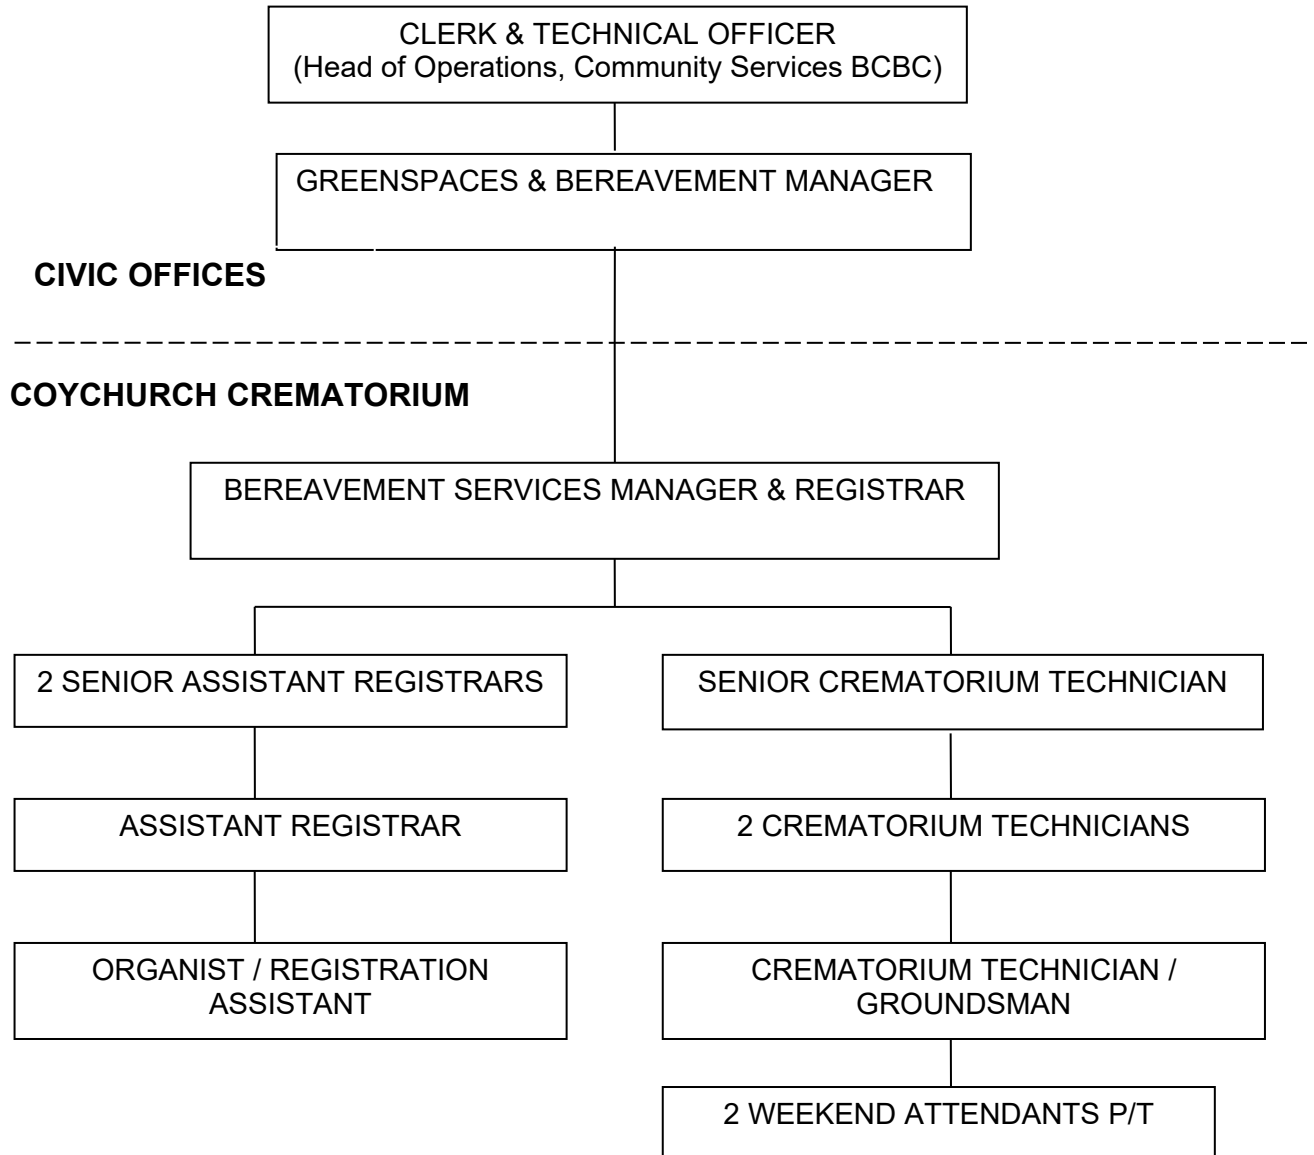 CLERK & TECHNICAL OFFICER
(Head of Operations, Community Services BCBC)
GREENSPACES & BEREAVEMENT MANAGER
CIVIC OFFICES
COYCHURCH CREMATORIUM
BEREAVEMENT SERVICES MANAGER & REGISTRAR
2 SENIOR ASSISTANT REGISTRARS
SENIOR CREMATORIUM TECHNICIAN
ASSISTANT REGISTRAR
2 CREMATORIUM TECHNICIANS
ORGANIST / REGISTRATION
ASSISTANT
CREMATORIUM TECHNICIAN /
GROUNDSMAN
2 WEEKEND ATTENDANTS P/T